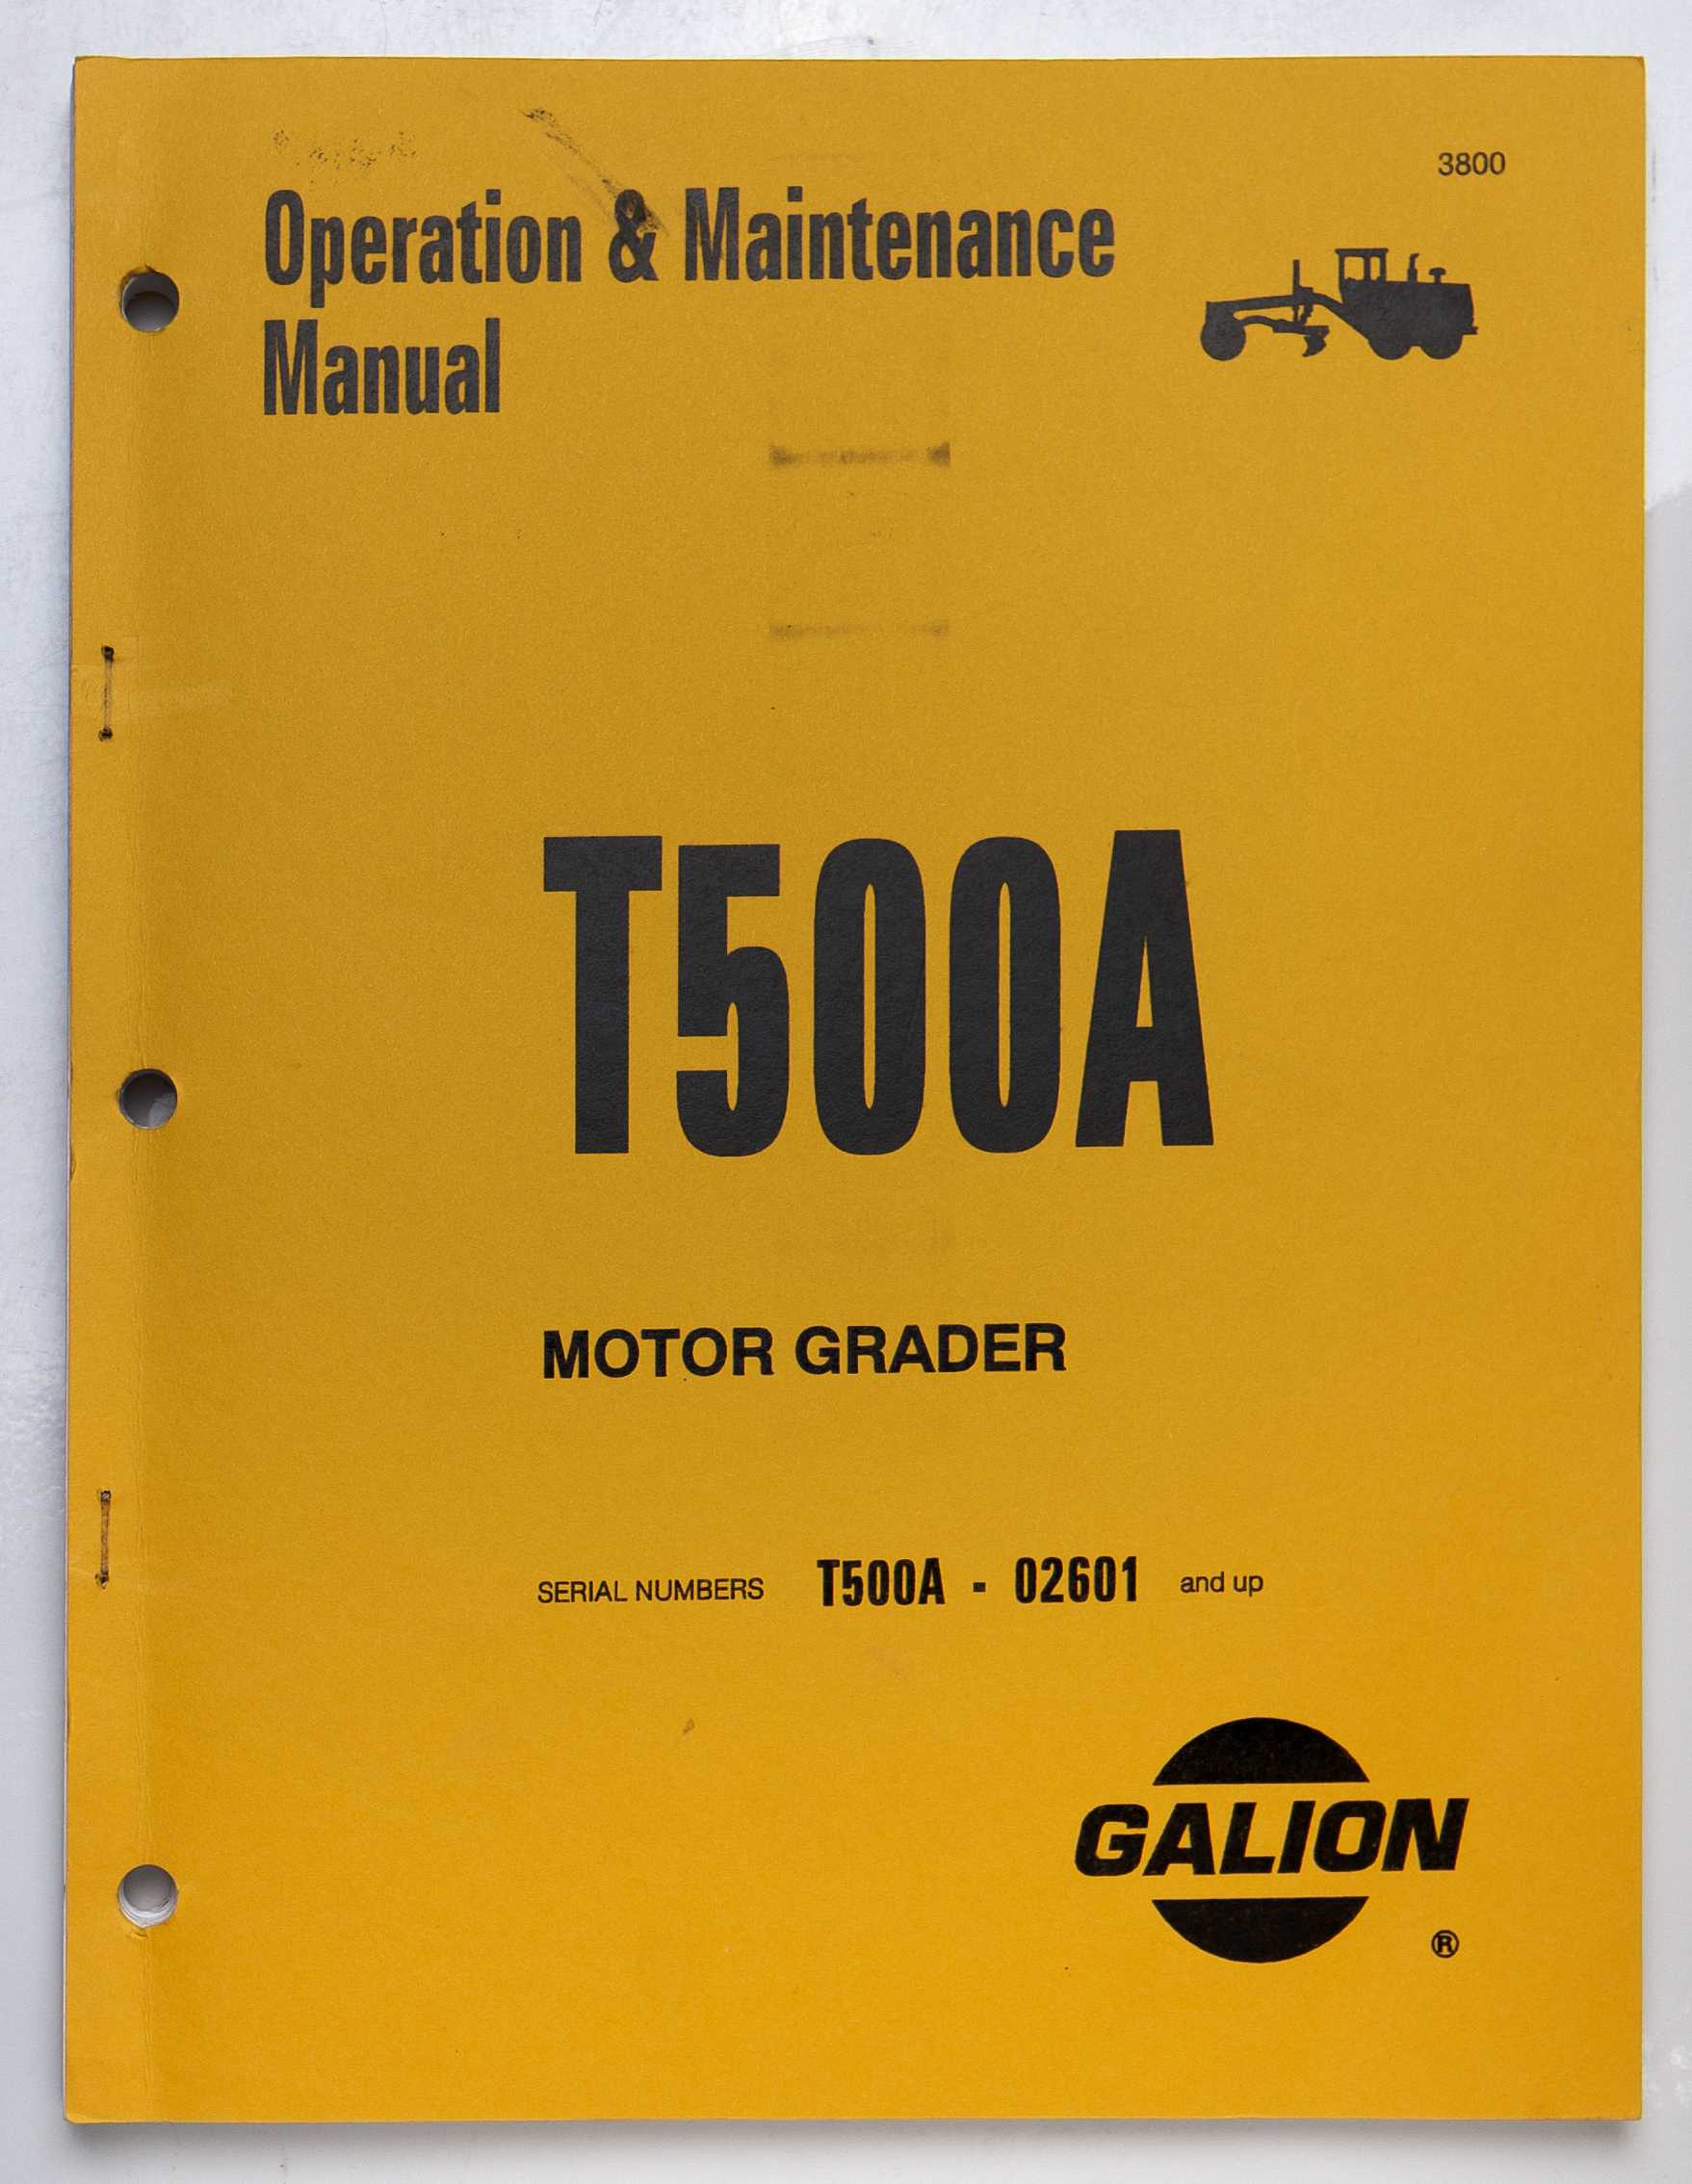 3800
Operation & Maintenance
Manual
T500A
MOTOR GRADER
SERIAL NUMBERS T500A - 02601 and up
GALION
®